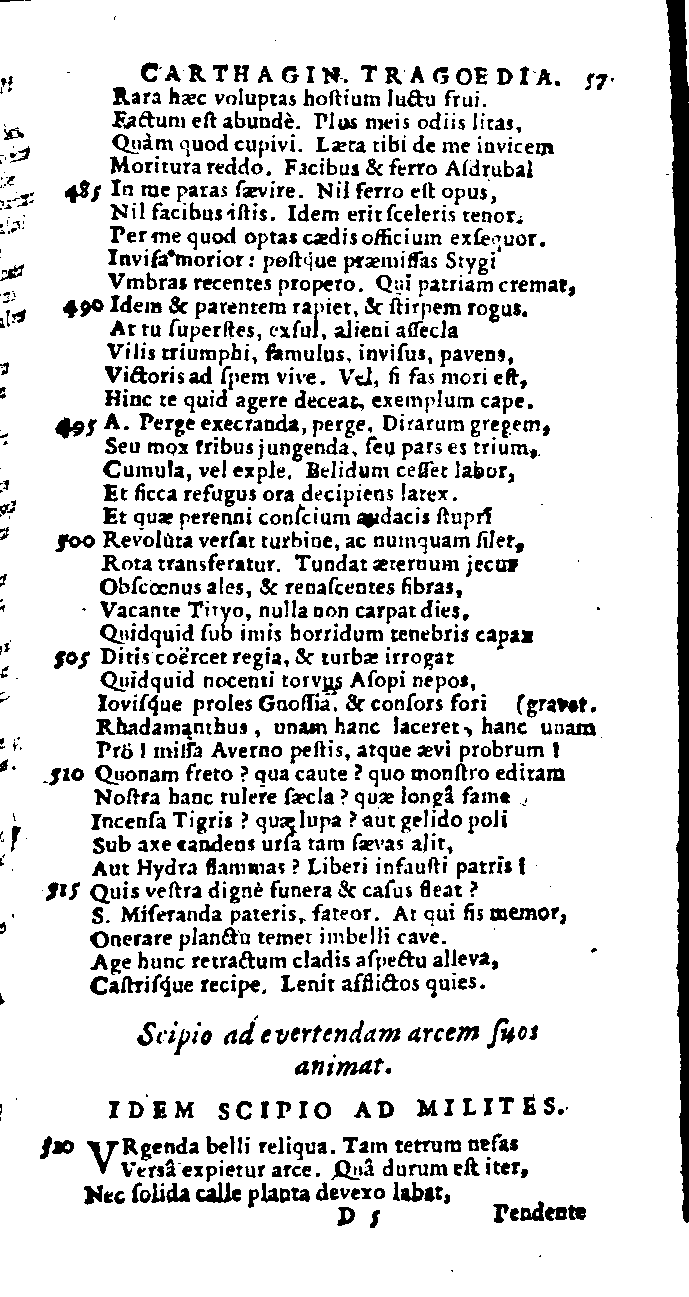 CARTHAGIN. TRAGOEDIA. 57.
Rara hæc voluptas hoſtium luctu frui.
Factum eſt abundè. Plus meis odiis litas,
Quàm quod cupivi. Læta tibi de me invicem
Moritura reddo. Facibus & ferro Aſdrubal
485 In me paras ſævire. Nil ferro eſt opus,
Nil facibus iſtis. Idem erit ſceleris tenor.
Per me quod optas cædis officium exſequor.
Inviſa morior: poſtque præmiſſas Stygi
Vmbras recentes propero. Qui patriam cremat,
490 Idem & parentem rapiet, & ſtirpem rogus.
At tu ſuperſtes, exſul, alieni aſſecla
Vilis triumphi, famulus, inviſus, pavens,
Victoris ad ſpem vive. Vel, ſi fas mori eſt,
Hinc te quid agere deceat, exemplum cape.
495 A. Perge execranda, perge. Dirarum gregem,
Seu mox tribus jungenda, ſeu pars es trium,
Cumula, vel exple. Belidum ceſſet labor,
Et ſicca refugus ora decipiens latex.
Et quæ perenni conſcium audacis ſtupri
500 Revolùta verſat turbine, ac numquam ſilet,
Rota transferatur. Tundat æternum jecur
Obſcœnus ales, & renaſcentes fibras,
Vacante Tityo, nulla non carpat dies,
Quidquid ſub imis horridum tenebris capax
505 Ditis coërcet regia, & turbæ irrogat
Quidquid nocenti torvus Aſopi nepos,
Ioviſque proles Gnoſſia, & conſors fori (gravet.
Rhadamanthus, unam hanc laceret, hanc unam
Prô ! miſſa Averno peſtis, atque ævi probrum !
510 Quonam freto ? qua caute ? quo monſtro editam
Noſtra hanc tulere ſæcla ? quæ longâ fame
Incenſa Tigris ? quæ lupa ? aut gelido poli
Sub axe candens urſa tam ſævas alit,
Aut Hydra flammas ? Liberi infauſti patris !
515 Quis veſtra dignè funera & caſus fleat ?
S. Miſeranda pateris, fateor. At qui ſis memor,
Onerare planctu temet imbelli cave.
Age hunc retractum cladis aſpectu alleva,
Caſtriſque recipe. Lenit afflictos quies.
Scipio ad evertendam arcem ſuos
animat.
IDEM SCIPIO AD MILITES.
520 VRgenda belli reliqua. Tam tetrum nefas
Versâ expietur arce. Quâ durum eſt iter,
Nec ſolida calle planta devexo labat,
D 5 Pendente